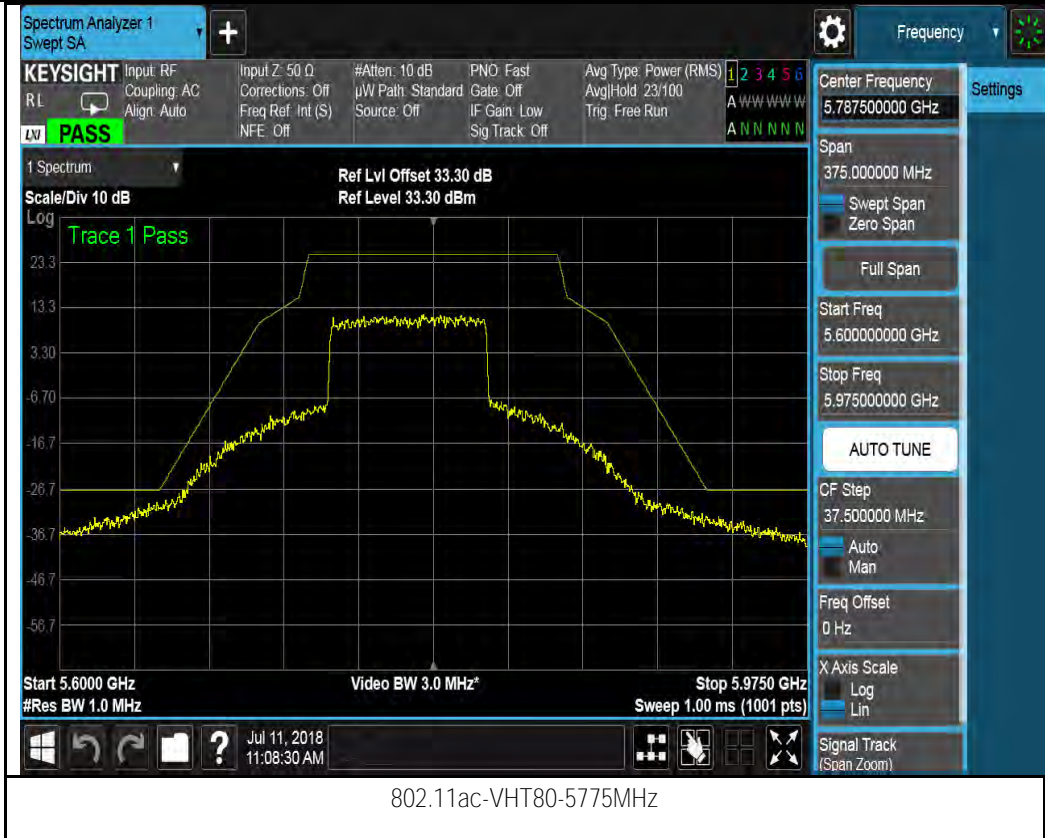 Spectrum Analyzer 1
Swept SA
+
Frequency
KEYSIGHT
RL
LXI PASS
Input: RF
Coupling: AC
Align: Auto
Input Z: 50 Ω
Corrections: Off
Freq Ref: Int (S)
NFE: Off
#Atten: 10 dB
µW Path: Standard
Source: Off
PNO: Fast
Gate: Off
IF Gain: Low
Sig Track: Off
Avg Type: Power (RMS)
Avg|Hold: 23/100
Trig: Free Run
1 2 3 4 5 6
A W W W W W
A N N N N N
1 Spectrum
Scale/Div 10 dB
Ref Lvl Offset 33.30 dB
Ref Level 33.30 dBm
Log
Trace 1 Pass
23.3
13.3
3.30
-6.70
-16.7
-26.7
-36.7
-46.7
-56.7
Start 5.6000 GHz
#Res BW 1.0 MHz
Video BW 3.0 MHz*
Stop 5.9750 GHz
Sweep 1.00 ms (1001 pts)
?
Jul 11, 2018
11:08:30 AM
Center Frequency
5.787500000 GHz
Settings
Span
375.000000 MHz
Swept Span
Zero Span
Full Span
Start Freq
5.600000000 GHz
Stop Freq
5.975000000 GHz
AUTO TUNE
CF Step
37.500000 MHz
Auto
Man
Freq Offset
0 Hz
X Axis Scale
Log
Lin
Signal Track
(Span Zoom)
802.11ac-VHT80-5775MHz